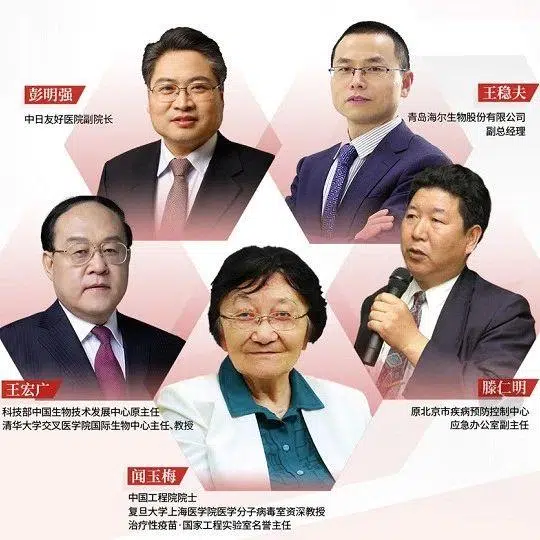 彭明强
中日友好医院副院长
王稳夫
青岛海尔生物股份有限公司
副总经理
王宏广
科技部中国生物技术发展中心原主任
清华大学交叉医学院国际生物中心主任、教授
滕仁明
原北京市疾病预防控制中心
应急办公室副主任
闻玉梅
中国工程院院士
复旦大学上海医学院医学分子病毒室资深教授
治疗性疫苗·国家工程实验室名誉主任